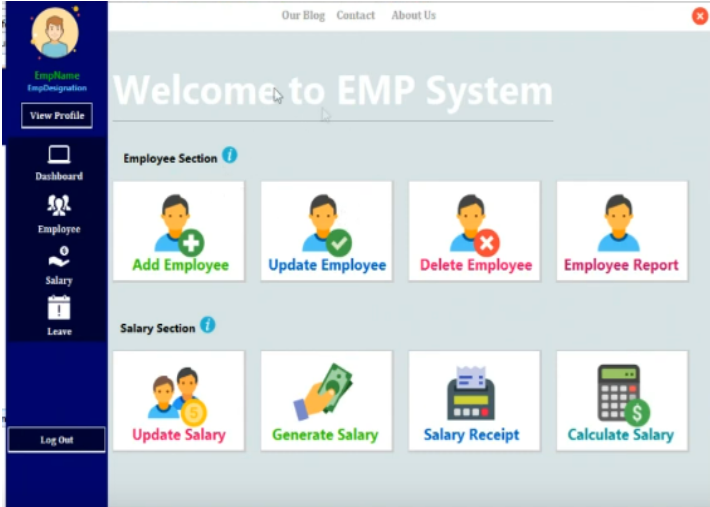 Our Blog Contact About Us
EmpName
EmpDesignation
View Profile
Dashboard
Employee
Salary
Leave
Log Out
Welcome to EMP System
Employee Section
Add Employee
Update Employee
Delete Employee
Employee Report
Salary Section
Update Salary
Generate Salary
Salary Receipt
Calculate Salary